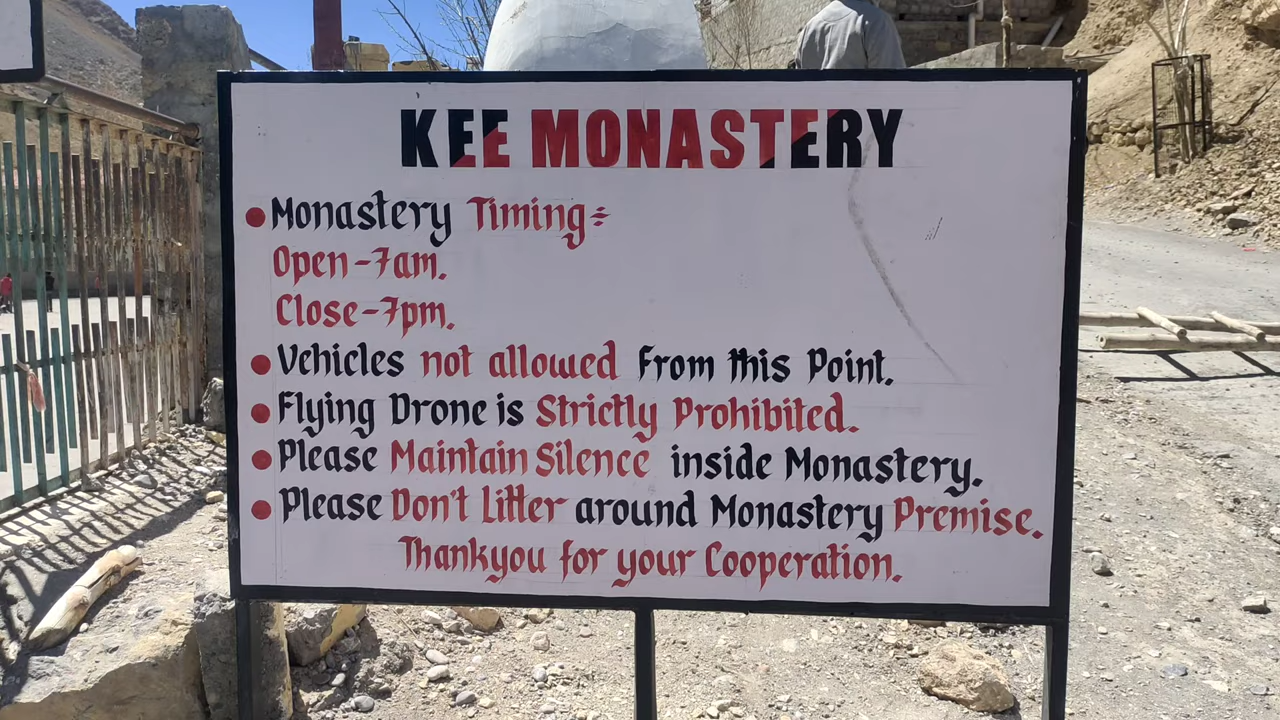 KEE MONASTERY
• Monastery Timing:-
Open-7am.
Close-7pm.
• Vehicles not allowed From this Point.
• Flying Drone is Strictly Prohibited.
• Please Maintain Silence inside Monastery.
• Please Don't Litter around Monastery Premise.
Thankyou for your Cooperation.